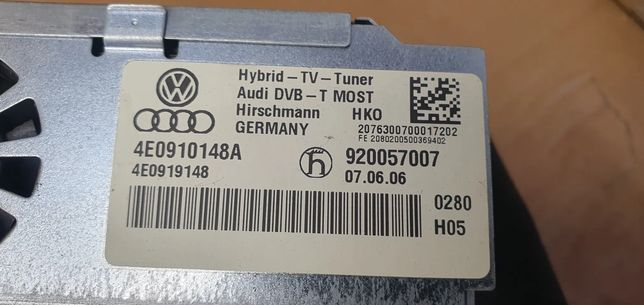 Hybrid-TV-Tuner
Audi DVB-T MOST
Hirschmann HKO
GERMANY
2076300700017202
FE 2080200500369402
4E0910148A
4E0919148
h 920057007
07.06.06
0280
H05